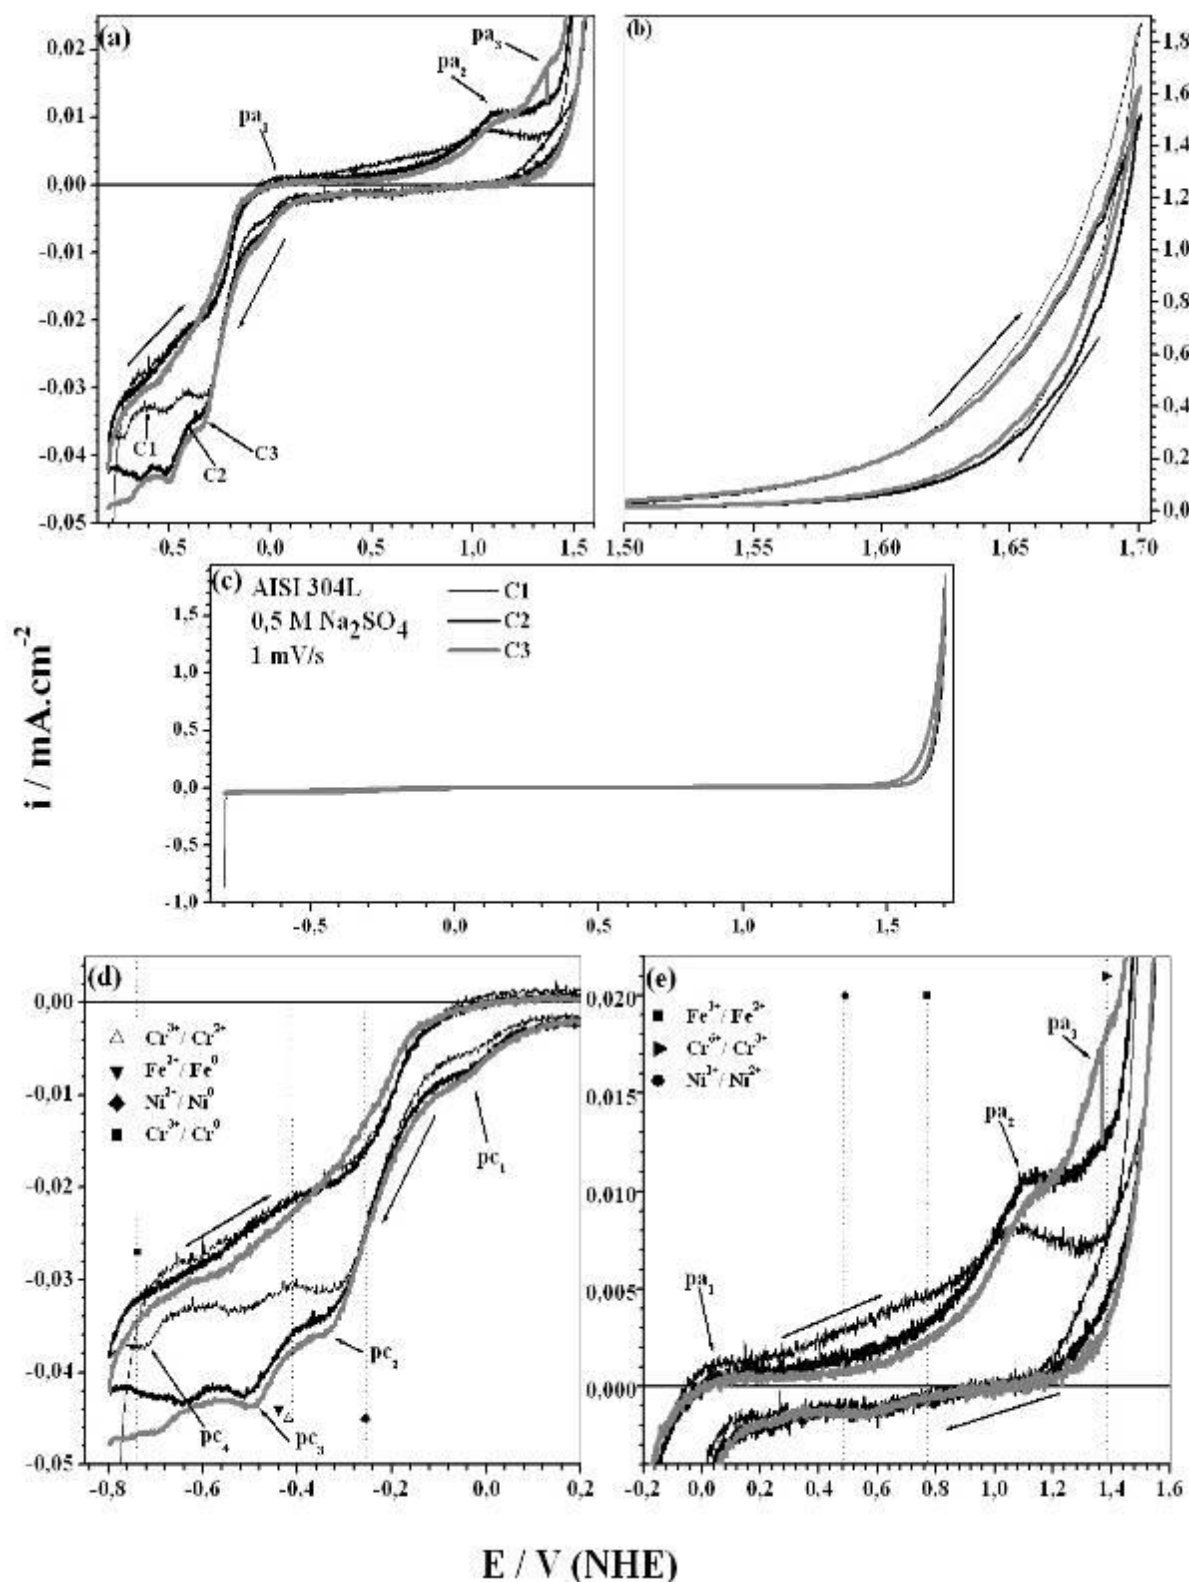 (a)
0,02
0,01
0,00
-0,01
-0,02
-0,03
-0,04
-0,05
pa1
pa2
pa3
C1
C2
C3
-0,5 0,0 0,5 1,0 1,5
(b)
1,8
1,6
1,4
1,2
1,0
0,8
0,6
0,4
0,2
0,0
1,50 1,55 1,60 1,65 1,70
i / mA.cm-2
(c)
AISI 304L
0,5 M Na2SO4
1 mV/s
C1
C2
C3
1,5
1,0
0,5
0,0
-0,5
-1,0
-0,5 0,0 0,5 1,0 1,5
(d)
0,00
-0,01
-0,02
-0,03
-0,04
-0,05
Cr3+/ Cr2+
Fe2+/ Fe0
Ni2+/ Ni0
Cr3+/ Cr0
pc1
pc2
pc3
pc4
-0,8 -0,6 -0,4 -0,2 0,0 0,2
(e)
0,020
0,015
0,010
0,005
0,000
Fe3+/ Fe2+
Cr6+/ Cr3+
Ni3+/ Ni2+
pa1
pa2
pa3
-0,2 0,0 0,2 0,4 0,6 0,8 1,0 1,2 1,4 1,6
E / V (NHE)